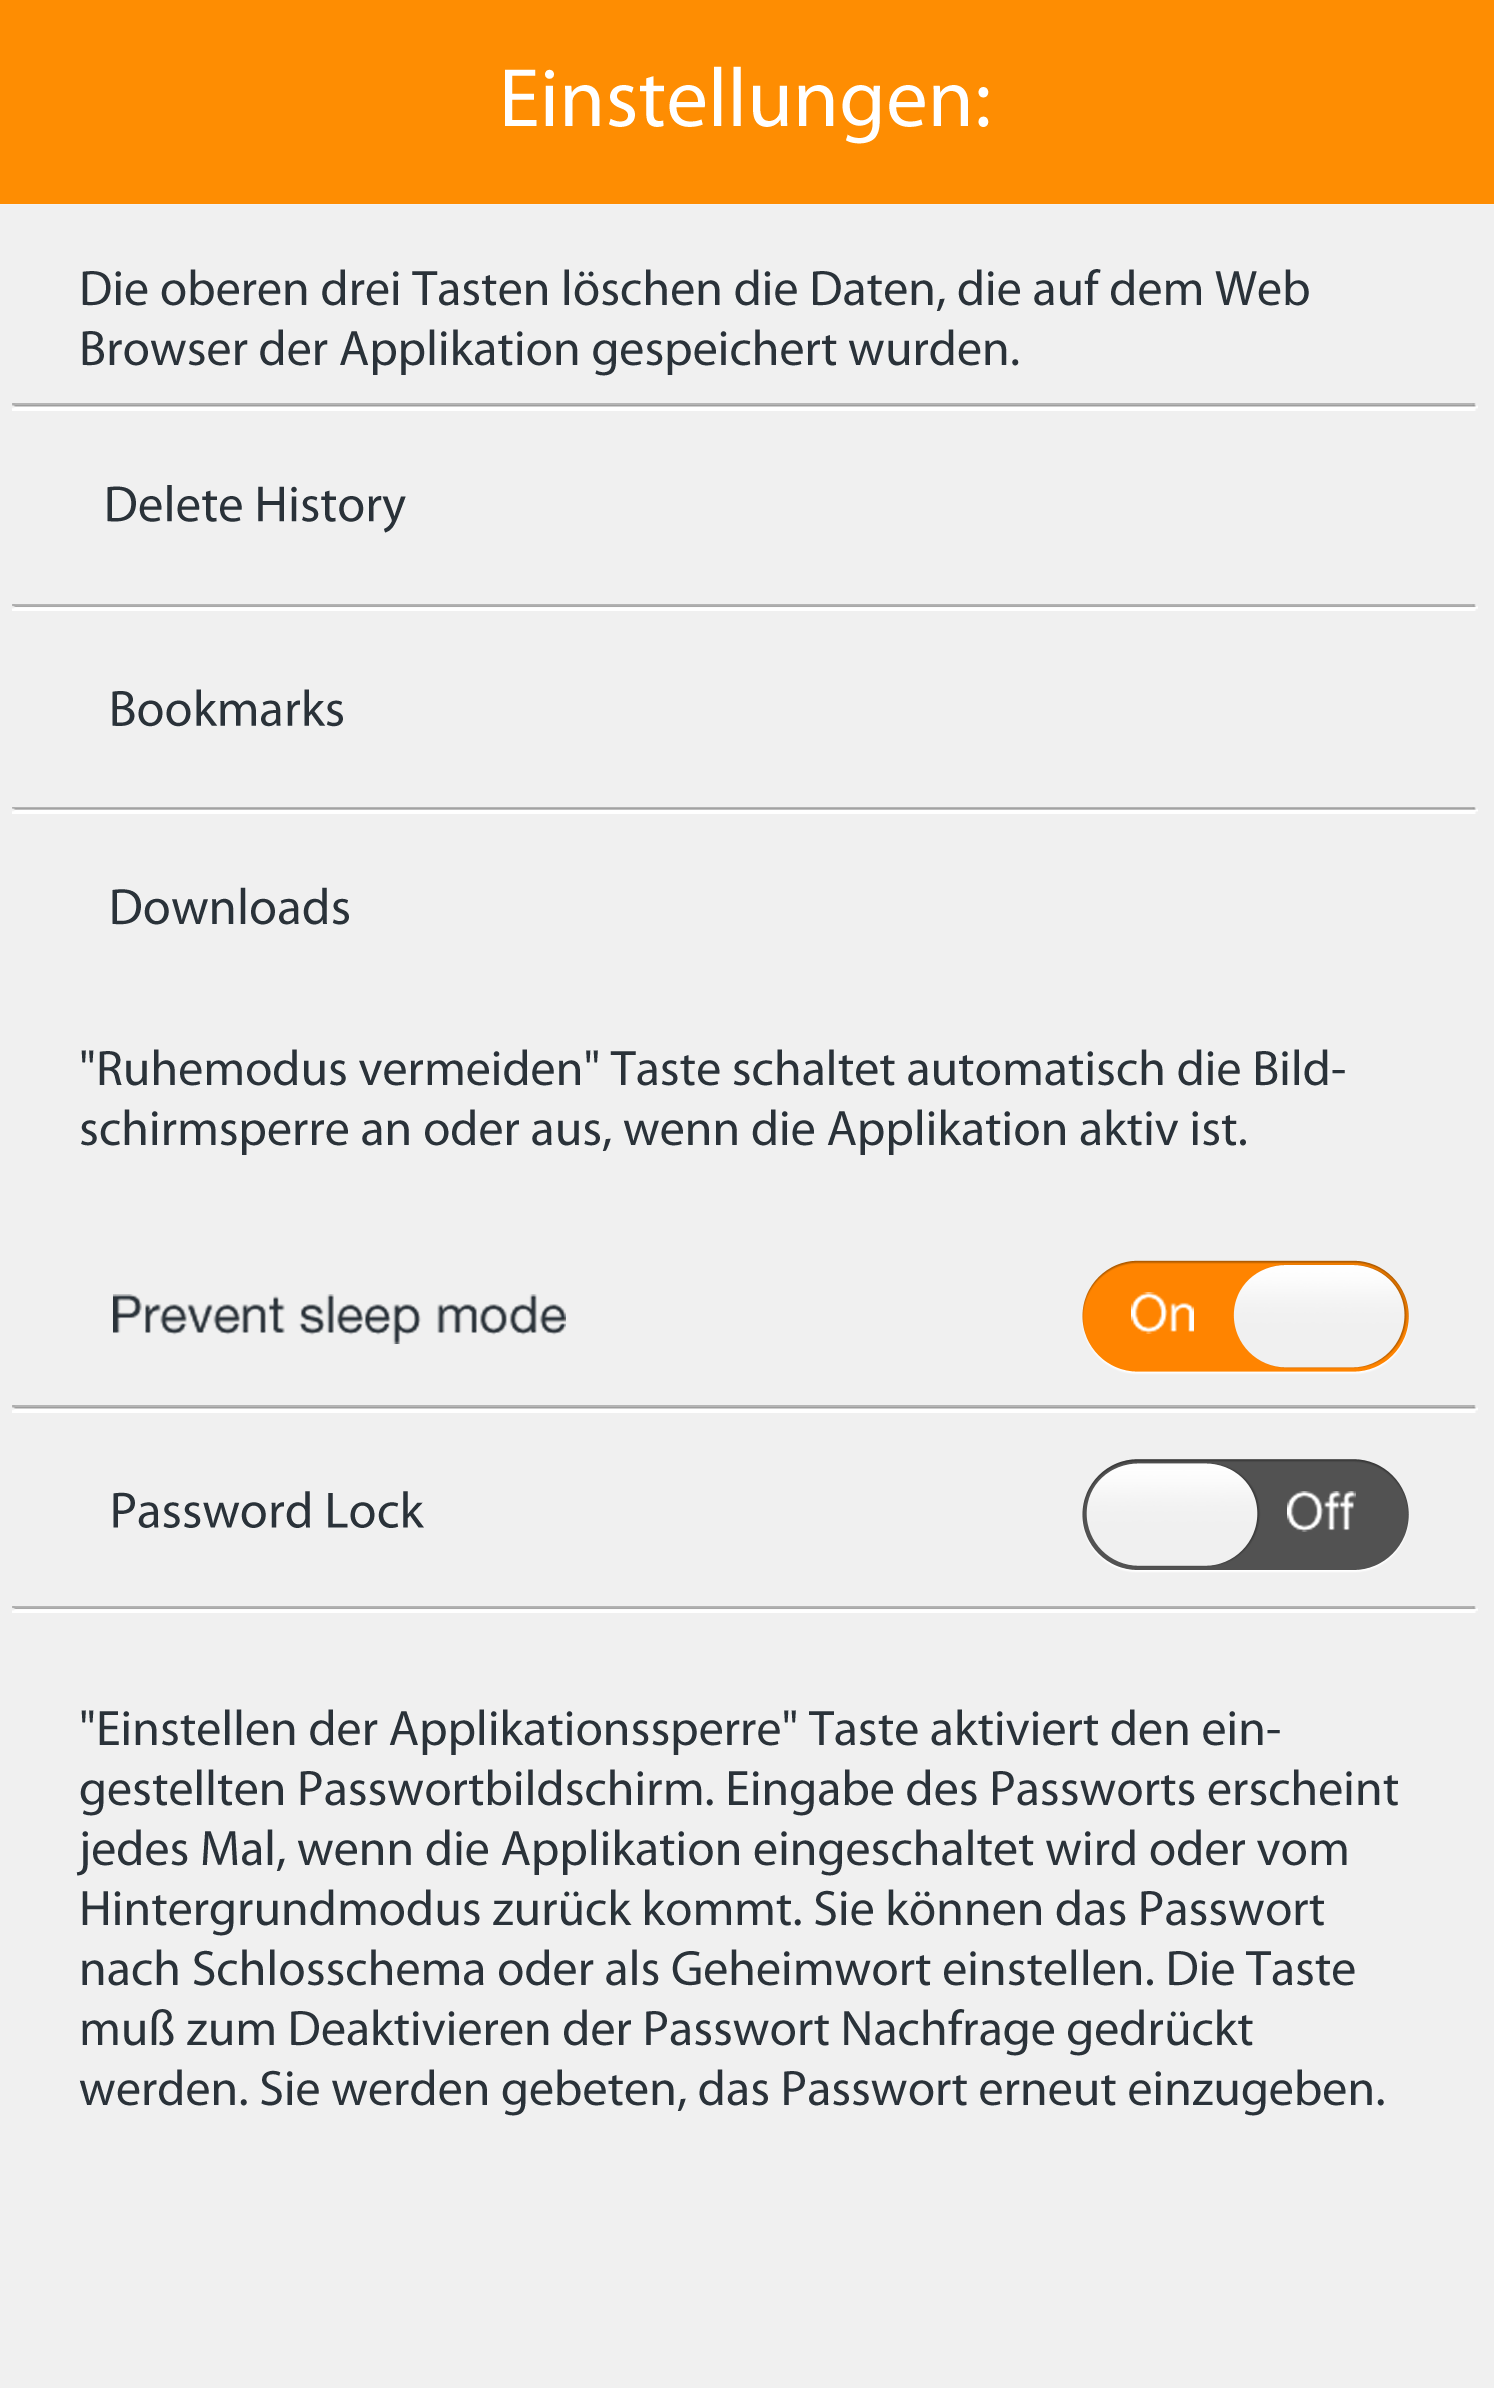 Einstellungen:
Die oberen drei Tasten löschen die Daten, die auf dem Web
Browser der Applikation gespeichert wurden.
Delete History
Bookmarks
Downloads
"Ruhemodus vermeiden" Taste schaltet automatisch die Bild-
schirmsperre an oder aus, wenn die Applikation aktiv ist.
Prevent sleep mode On
Password Lock Off
"Einstellen der Applikationssperre" Taste aktiviert den ein-
gestellten Passwortbildschirm. Eingabe des Passworts erscheint
jedes Mal, wenn die Applikation eingeschaltet wird oder vom
Hintergrundmodus zurück kommt. Sie können das Passwort
nach Schlosschema oder als Geheimwort einstellen. Die Taste
muß zum Deaktivieren der Passwort Nachfrage gedrückt
werden. Sie werden gebeten, das Passwort erneut einzugeben.